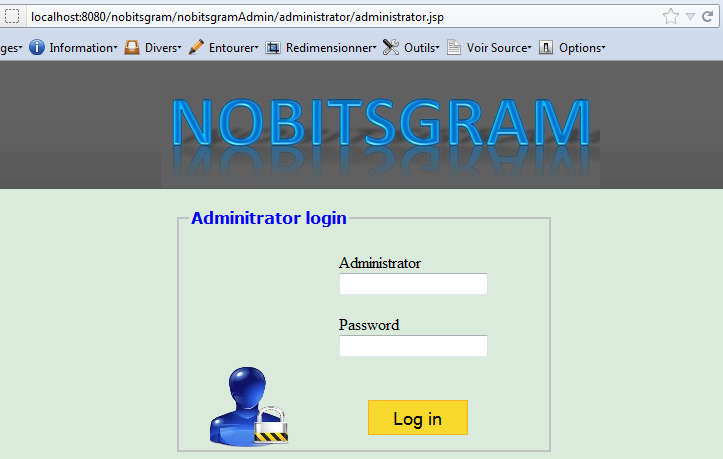 localhost:8080/nobitsgram/nobitsgramAdmin/administrator/administrator.jsp
ges Information Divers Entourer Redimensionner Outils Voir Source Options
NOBITSGRAM
Adminitrator login
Administrator
Password
Log in